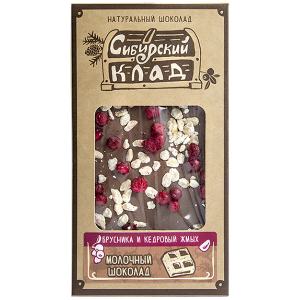 НАТУРАЛЬНЫЙ ШОКОЛАД
СИБИРСКИЙ
КЛАД
БРУСНИКА И КЕДРОВЫЙ ЖМЫХ
МОЛОЧНЫЙ
ШОКОЛАД